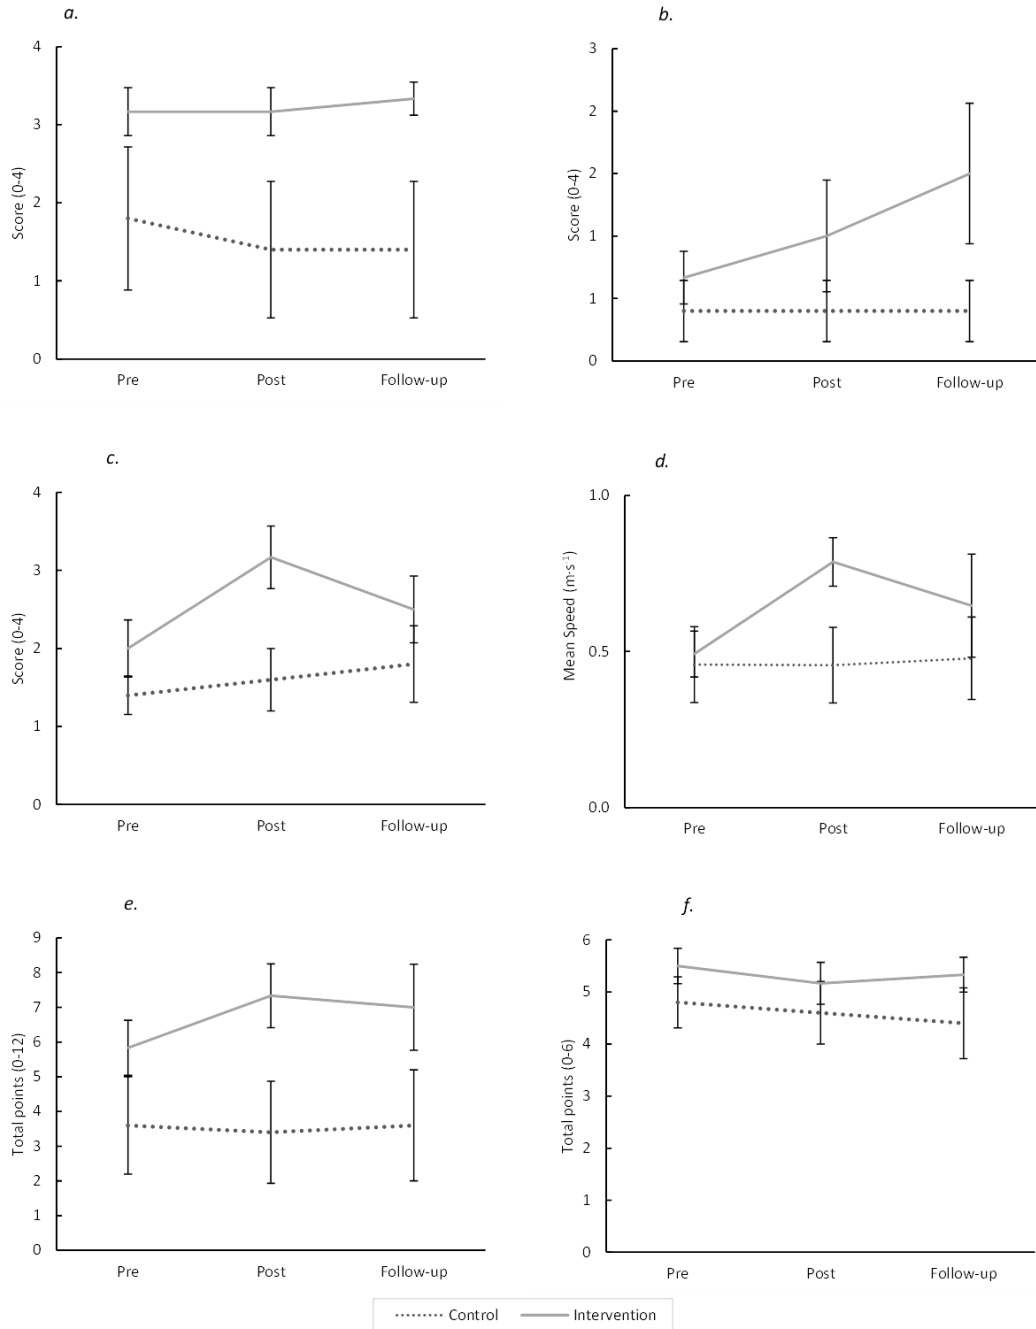 a.
4
3
2
1
0
Score (0-4)
Pre Post Follow-up
b.
3
2
2
1
1
0
Score (0-4)
Pre Post Follow-up
c.
4
3
2
1
0
Score (0-4)
Pre Post Follow-up
d.
1.0
0.5
0.0
Mean Speed (m·s⁻¹)
Pre Post Follow-up
e.
9
8
7
6
5
4
3
2
1
0
Total points (0-12)
Pre Post Follow-up
f.
6
5
4
3
2
1
0
Total points (0-6)
Pre Post Follow-up
Control Intervention